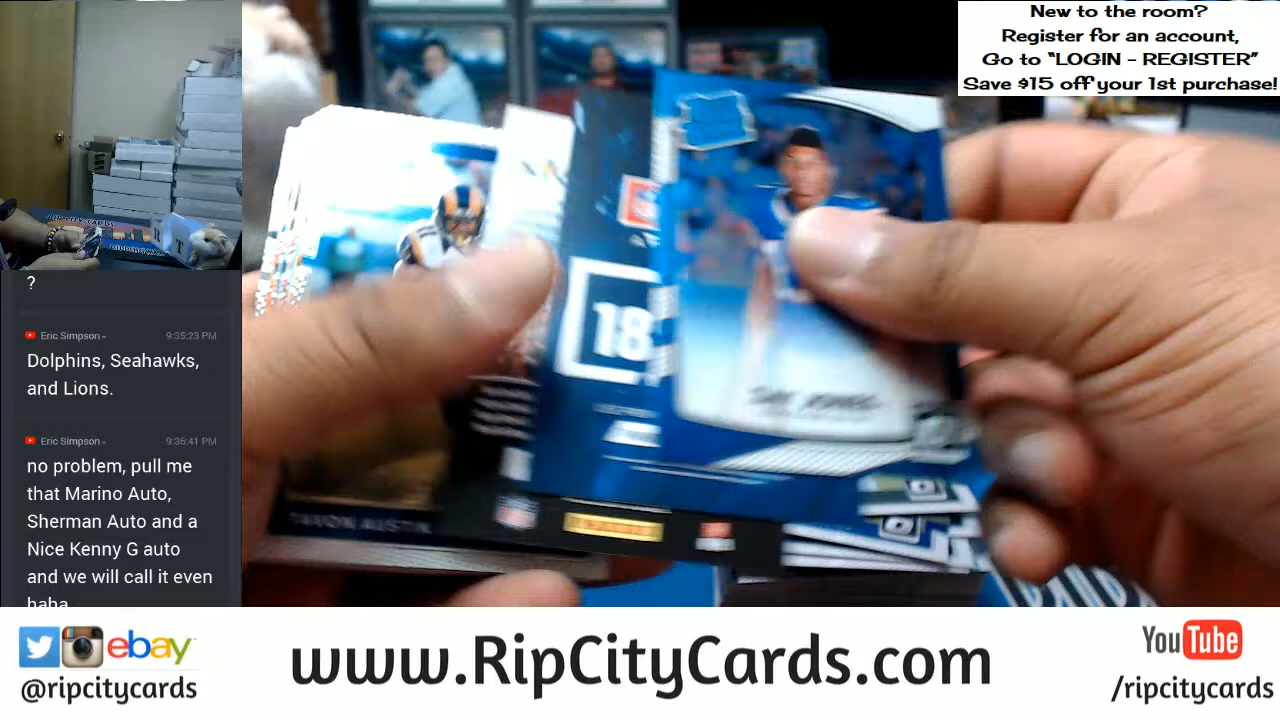 New to the room?
Register for an account,
Go to “LOGIN - REGISTER”
Save $15 off your 1st purchase!
?
Eric Simpson
9:35:23 PM
Dolphins, Seahawks,
and Lions.
Eric Simpson
9:36:41 PM
no problem, pull me
that Marino Auto,
Sherman Auto and a
Nice Kenny G auto
and we will call it even
haha
18
TAVON AUSTIN
PANINI
ebay
@ripcitycards
www.RipCityCards.com
YouTube
/ripcitycards